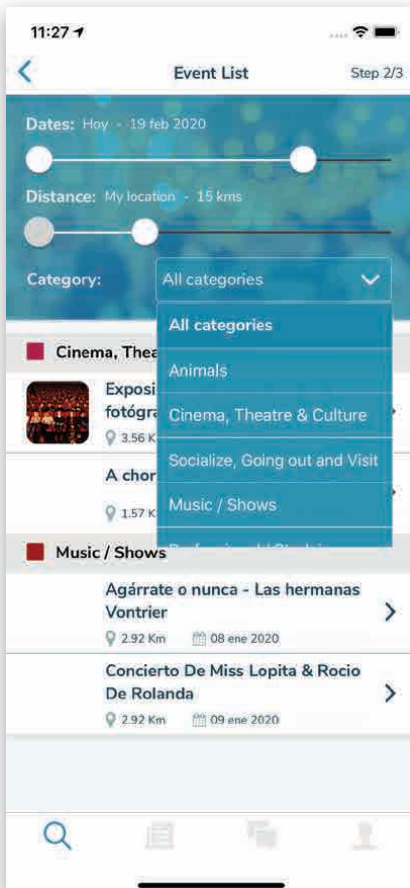 11:27
Event List
Step 2/3
Dates: Hoy - 19 feb 2020
Distance: My location - 15 kms
Category:
All categories
All categories
Animals
Cinema, Theatre & Culture
Socialize, Going out and Visit
Music / Shows
Cinema, Thea
Exposi
fotógra
3.56 K
A chor
1.57 K
Music / Shows
Agárrate o nunca - Las hermanas
Vontrier
2.92 Km 08 ene 2020
Concierto De Miss Lopita & Rocio
De Rolanda
2.92 Km 09 ene 2020